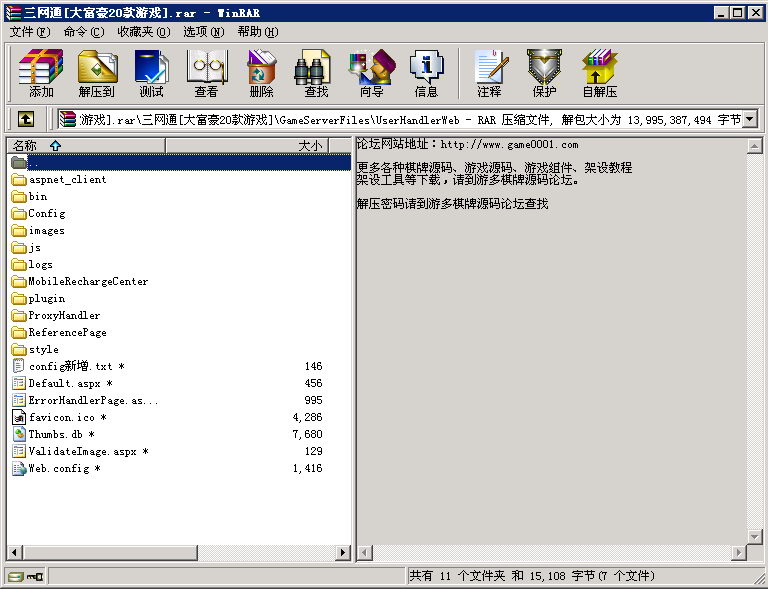 三网通[大富豪20款游戏].rar - WinRAR
文件(F) 命令(C) 收藏夹(O) 选项(N) 帮助(H)
添加 解压到 测试 查看 删除 查找 向导 信息 注释 保护 自解压
游戏].rar\三网通[大富豪20款游戏]\GameServerFiles\UserHandlerWeb - RAR 压缩文件, 解包大小为 13,995,387,494 字节
名称 大小
..
aspnet_client
bin
Config
images
js
logs
MobileRechargeCenter
plugin
ProxyHandler
ReferencePage
style
config新增.txt * 146
Default.aspx * 456
ErrorHandlerPage.as... 995
favicon.ico * 4,286
Thumbs.db * 7,680
ValidateImage.aspx * 129
Web.config * 1,416
论坛网站地址：http://www.game0001.com
更多各种棋牌源码、游戏源码、游戏组件、架设教程
架设工具等下载，请到游多棋牌源码论坛。
解压密码请到游多棋牌源码论坛查找
共有 11 个文件夹 和 15,108 字节(7 个文件)